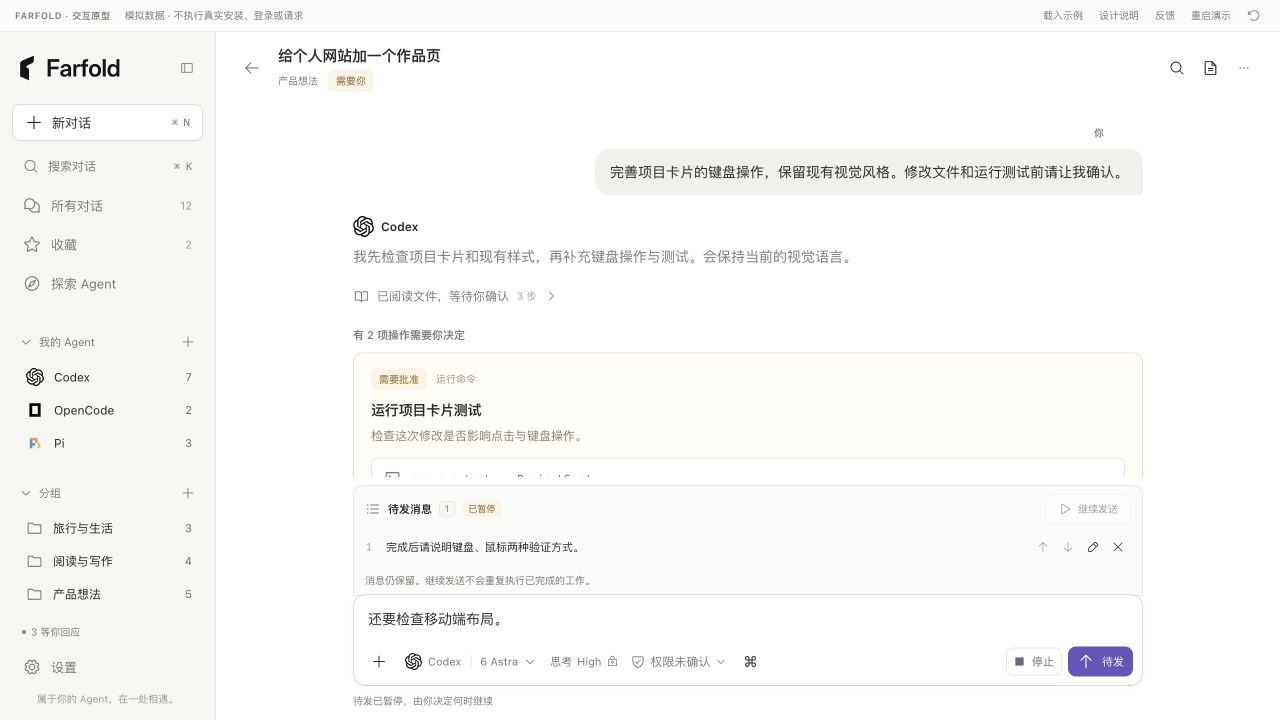 FARFOLD · 交互原型 模拟数据 · 不执行真实安装、登录或请求 载入示例 设计说明 反馈 重启演示
Farfold
新对话 ⌘ N
搜索对话 ⌘ K
所有对话 12
收藏 2
探索 Agent
我的 Agent
Codex 7
OpenCode 2
Pi 3
分组
旅行与生活 3
阅读与写作 4
产品想法 5
3 等你回应
设置
属于你的 Agent，在一处相遇。
给个人网站加一个作品页
产品想法 需要你
你
完善项目卡片的键盘操作，保留现有视觉风格。修改文件和运行测试前请让我确认。
Codex
我先检查项目卡片和现有样式，再补充键盘操作与测试。会保持当前的视觉语言。
已阅读文件，等待你确认 3 步
有 2 项操作需要你决定
需要批准 运行命令
运行项目卡片测试
检查这次修改是否影响点击与键盘操作。
待发消息 1 已暂停 继续发送
1 完成后请说明键盘、鼠标两种验证方式。
消息仍保留。继续发送不会重复执行已完成的工作。
还要检查移动端布局。
Codex 6 Astra 思考 High 权限未确认 ⌘ 停止 待发
待发已暂停，由你决定何时继续